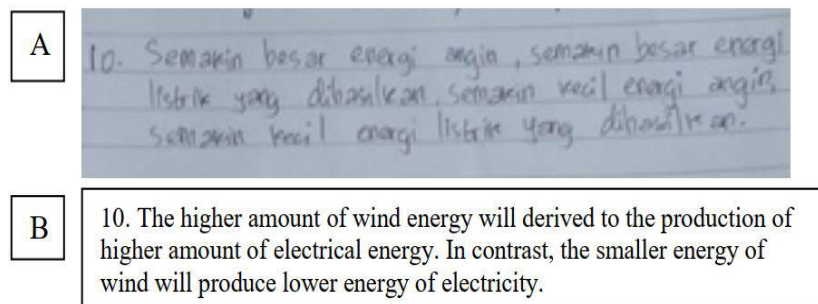 A
10. Semakin besar energi angin, semakin besar energi
listrik yang dihasilkan, semakin kecil energi angin,
semakin kecil energi listrik yang dihasilkan.
B
10. The higher amount of wind energy will derived to the production of
higher amount of electrical energy. In contrast, the smaller energy of
wind will produce lower energy of electricity.